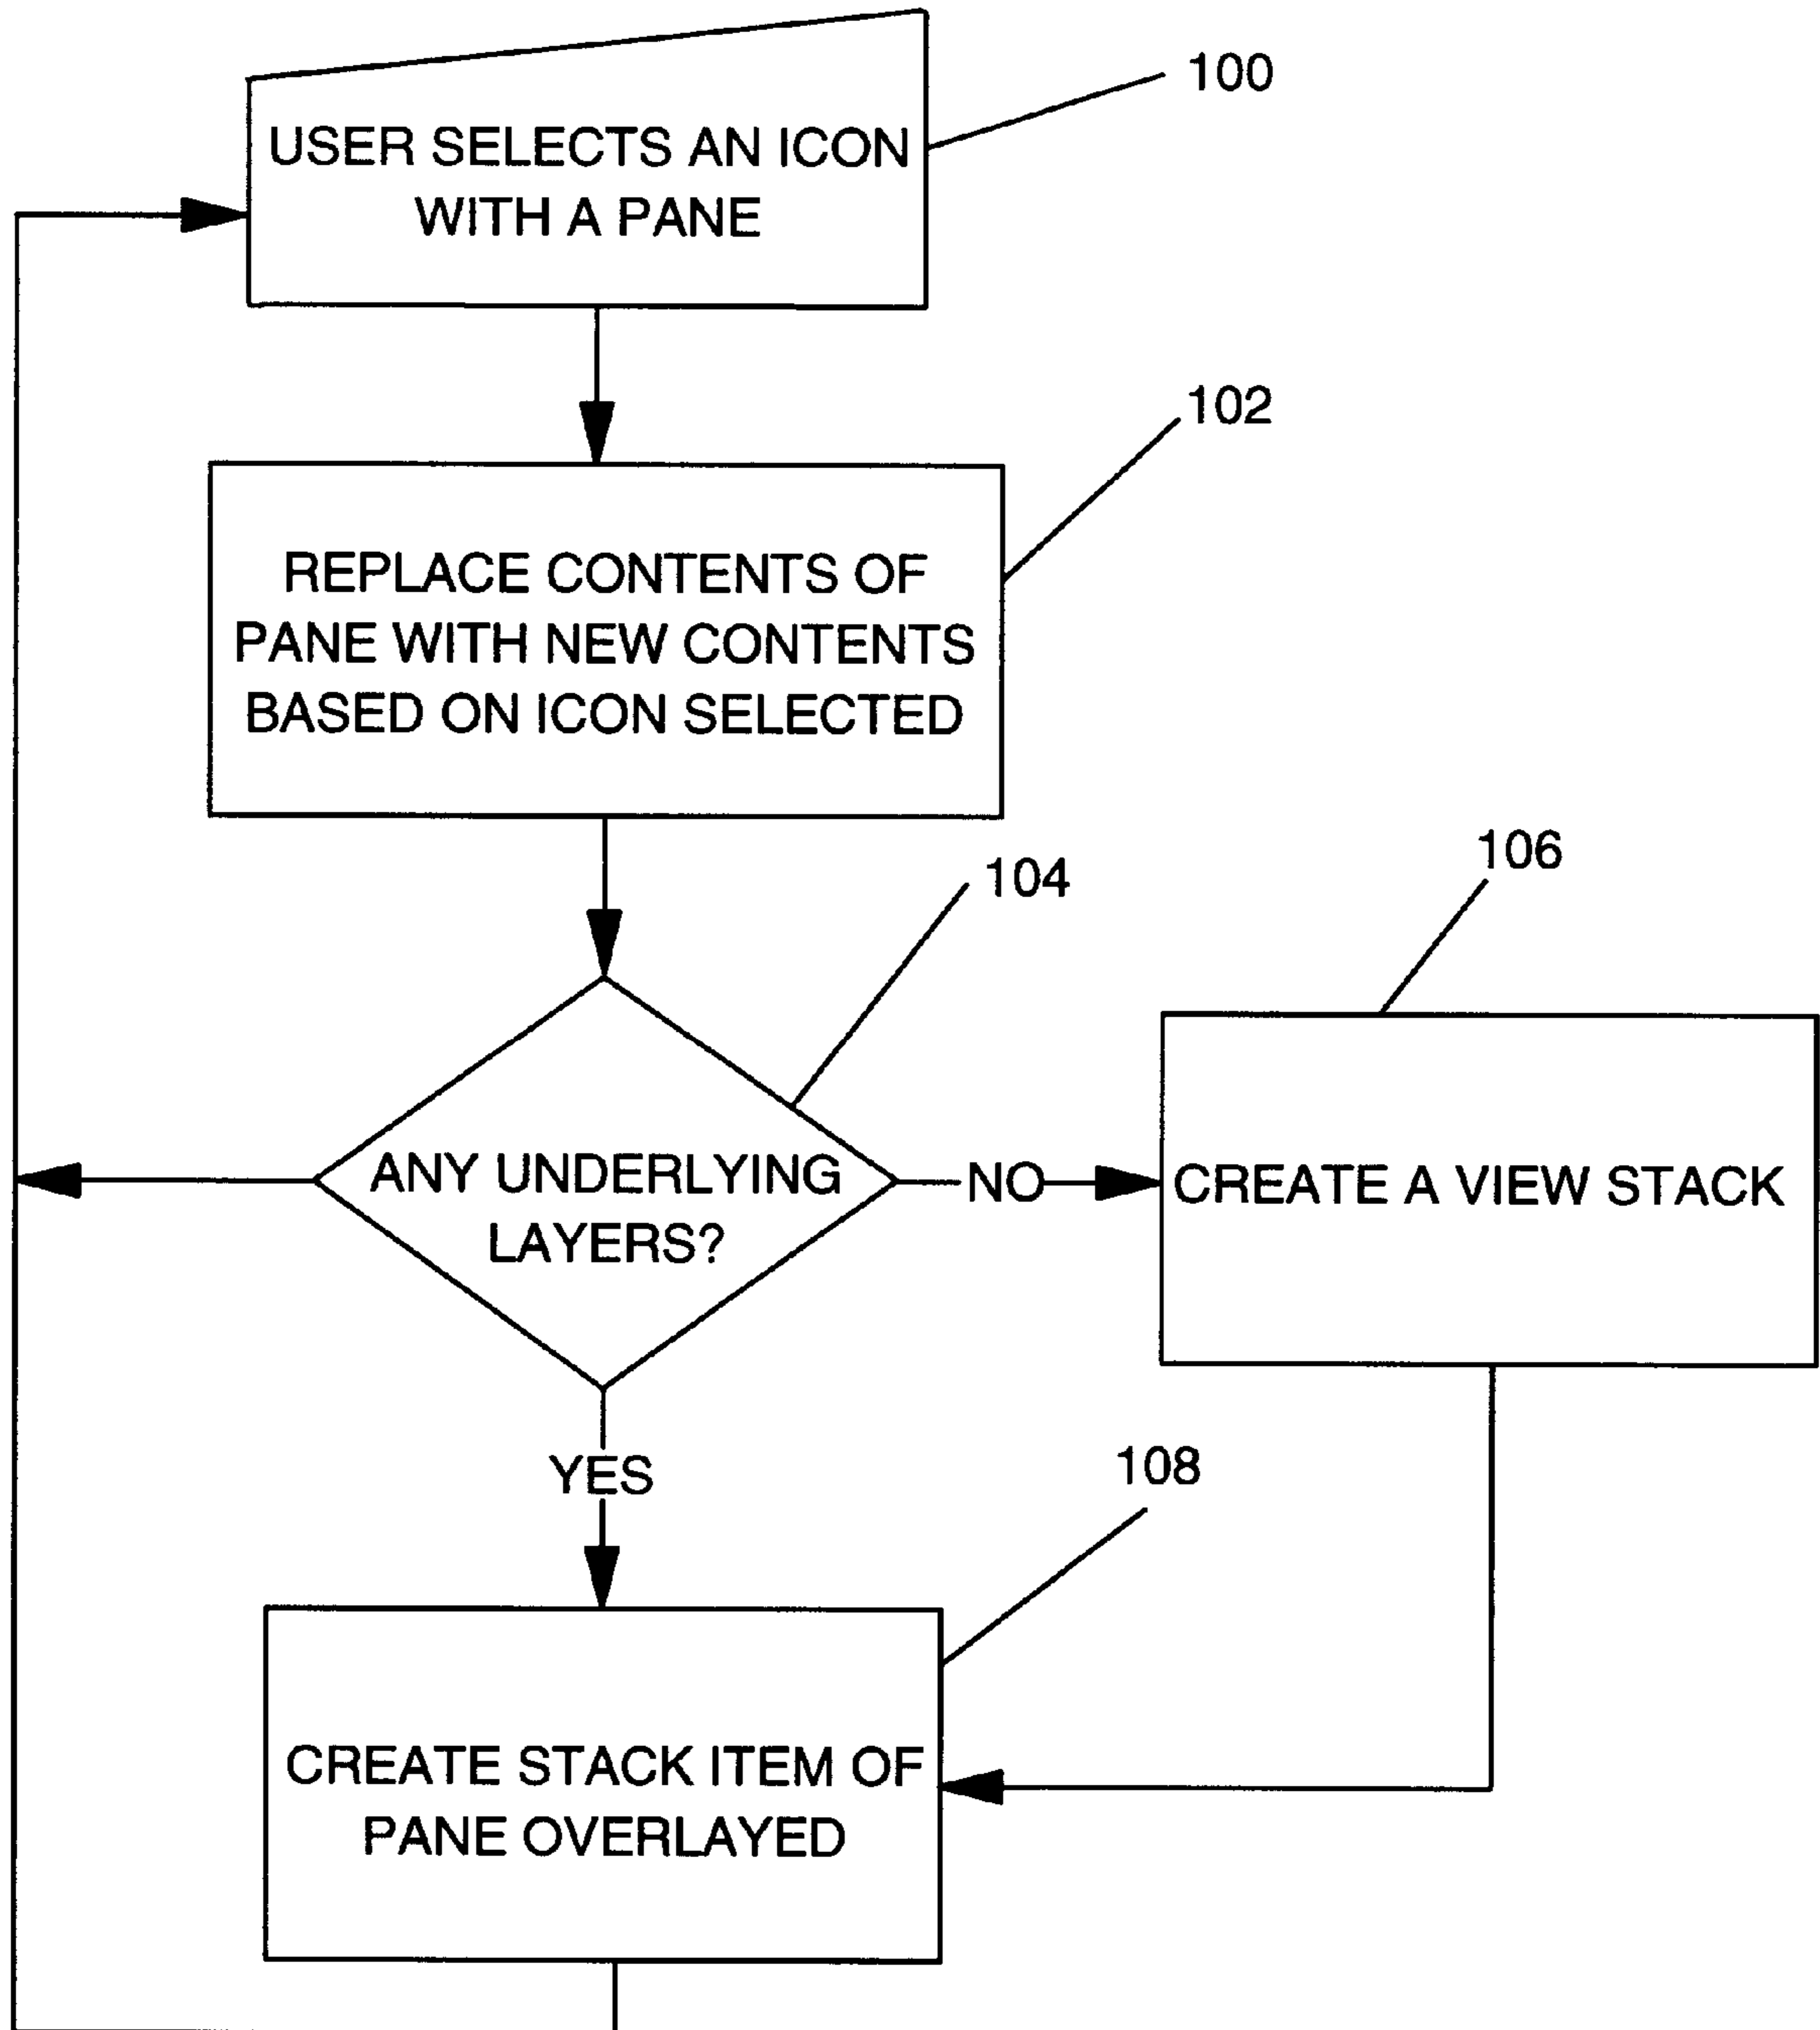 100
USER SELECTS AN ICON
WITH A PANE
102
REPLACE CONTENTS OF
PANE WITH NEW CONTENTS
BASED ON ICON SELECTED
104
106
ANY UNDERLYING
LAYERS?
NO
CREATE A VIEW STACK
YES
108
CREATE STACK ITEM OF
PANE OVERLAYED